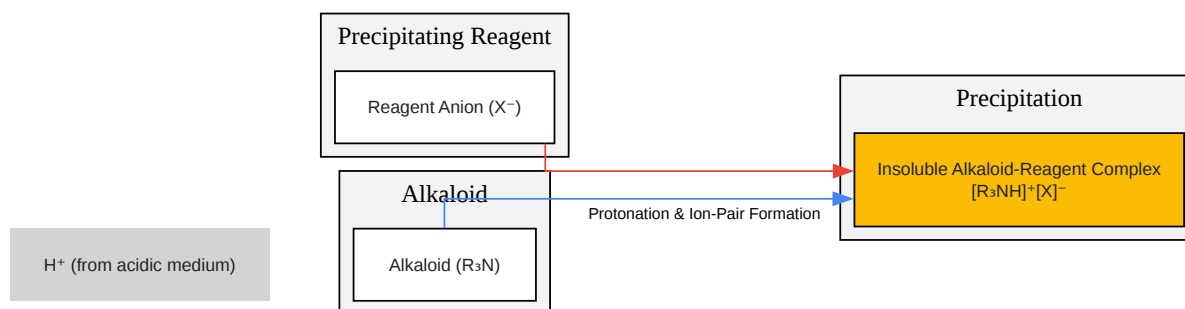 Precipitating Reagent
Reagent Anion (X⁻)
Precipitation
Insoluble Alkaloid-Reagent Complex
[R₃NH]⁺[X]⁻
Alkaloid
Protonation & Ion-Pair Formation
H⁺ (from acidic medium)
Alkaloid (R₃N)